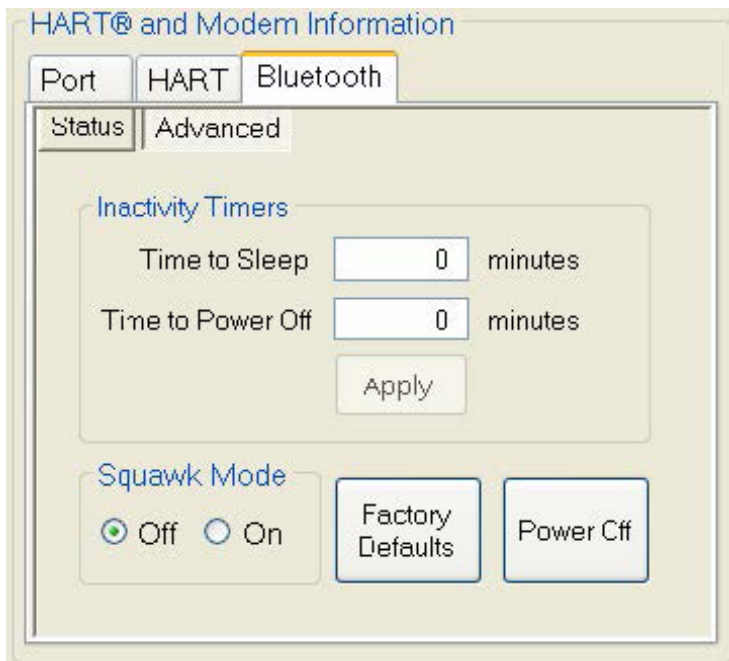 HART® and Modem Information
Port HART Bluetooth
Status Advanced
Inactivity Timers
Time to Sleep 0 minutes
Time to Power Off 0 minutes
Apply
Squawk Mode
Off On
Factory
Defaults
Power Off